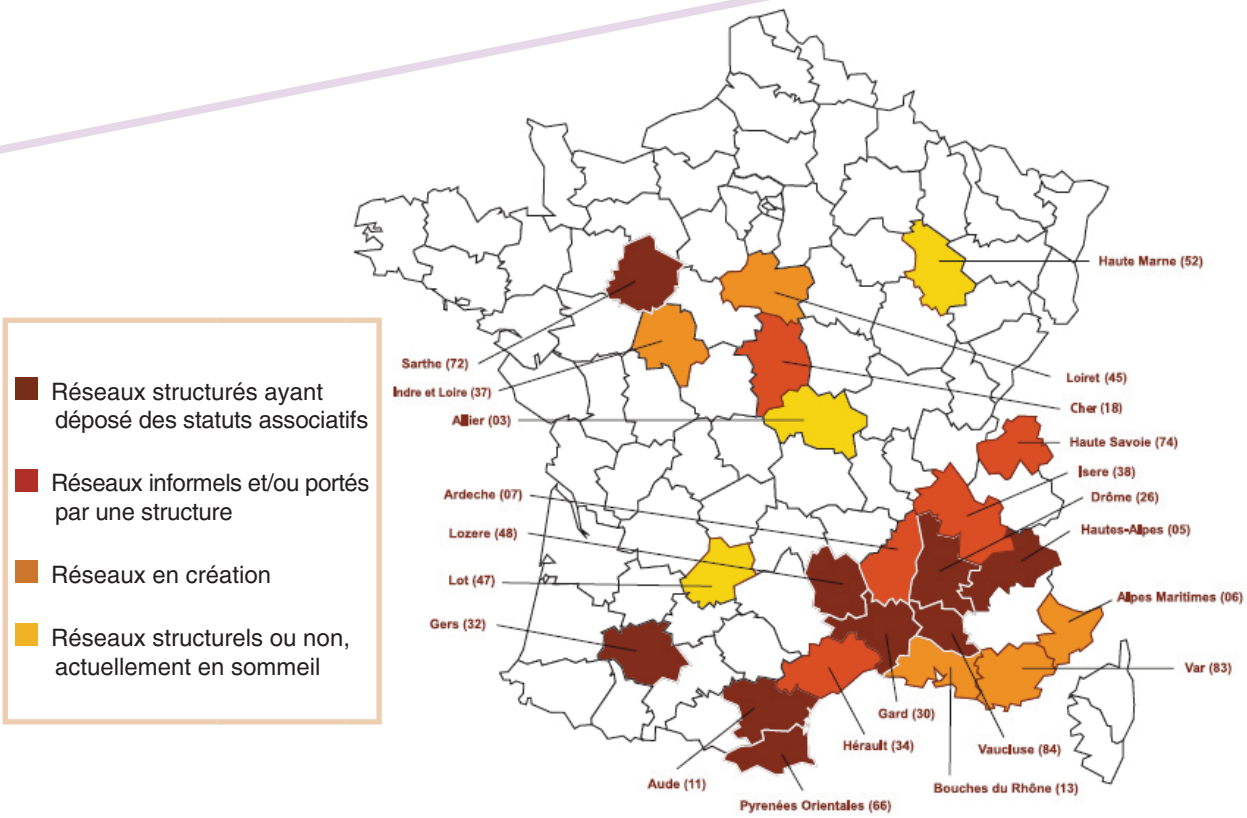 Réseaux structurés ayant
déposé des statuts associatifs
Réseaux informels et/ou portés
par une structure
Réseaux en création
Réseaux structurels ou non,
actuellement en sommeil
Haute Marne (52)
Sarthe (72)
Indre et Loire (37)
Allier (03)
Loiret (45)
Cher (18)
Haute Savoie (74)
Isere (38)
Drôme (26)
Hautes-Alpes (05)
Ardeche (07)
Lozere (48)
Lot (47)
Gers (32)
Alpes Maritimes (06)
Var (83)
Gard (30)
Hérault (34)
Vaucluse (84)
Aude (11)
Bouches du Rhône (13)
Pyrenées Orientales (66)